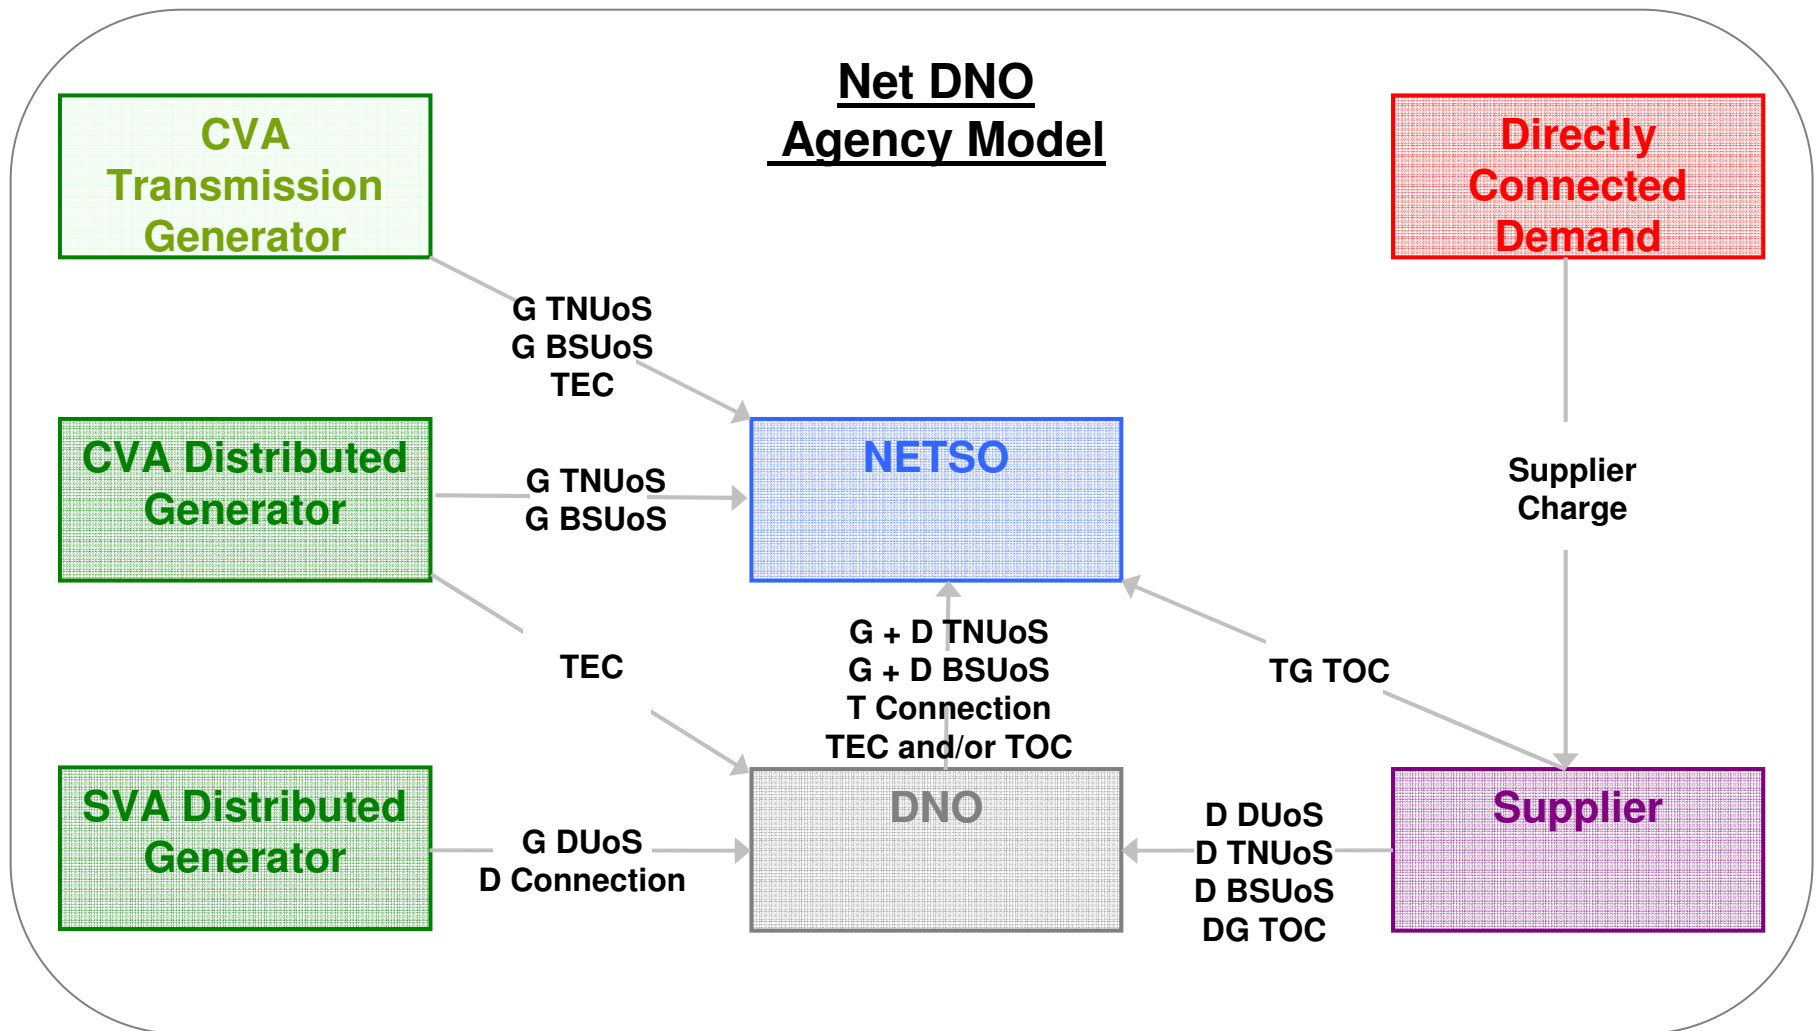 Net DNO
Agency Model
CVA
Transmission
Generator
Directly
Connected
Demand
G TNUoS
G BSUoS
TEC
CVA Distributed
Generator
G TNUoS
G BSUoS
NETSO
Supplier
Charge
TEC
G + D TNUoS
G + D BSUoS
T Connection
TEC and/or TOC
TG TOC
SVA Distributed
Generator
G DUoS
D Connection
DNO
D DUoS
D TNUoS
D BSUoS
DG TOC
Supplier